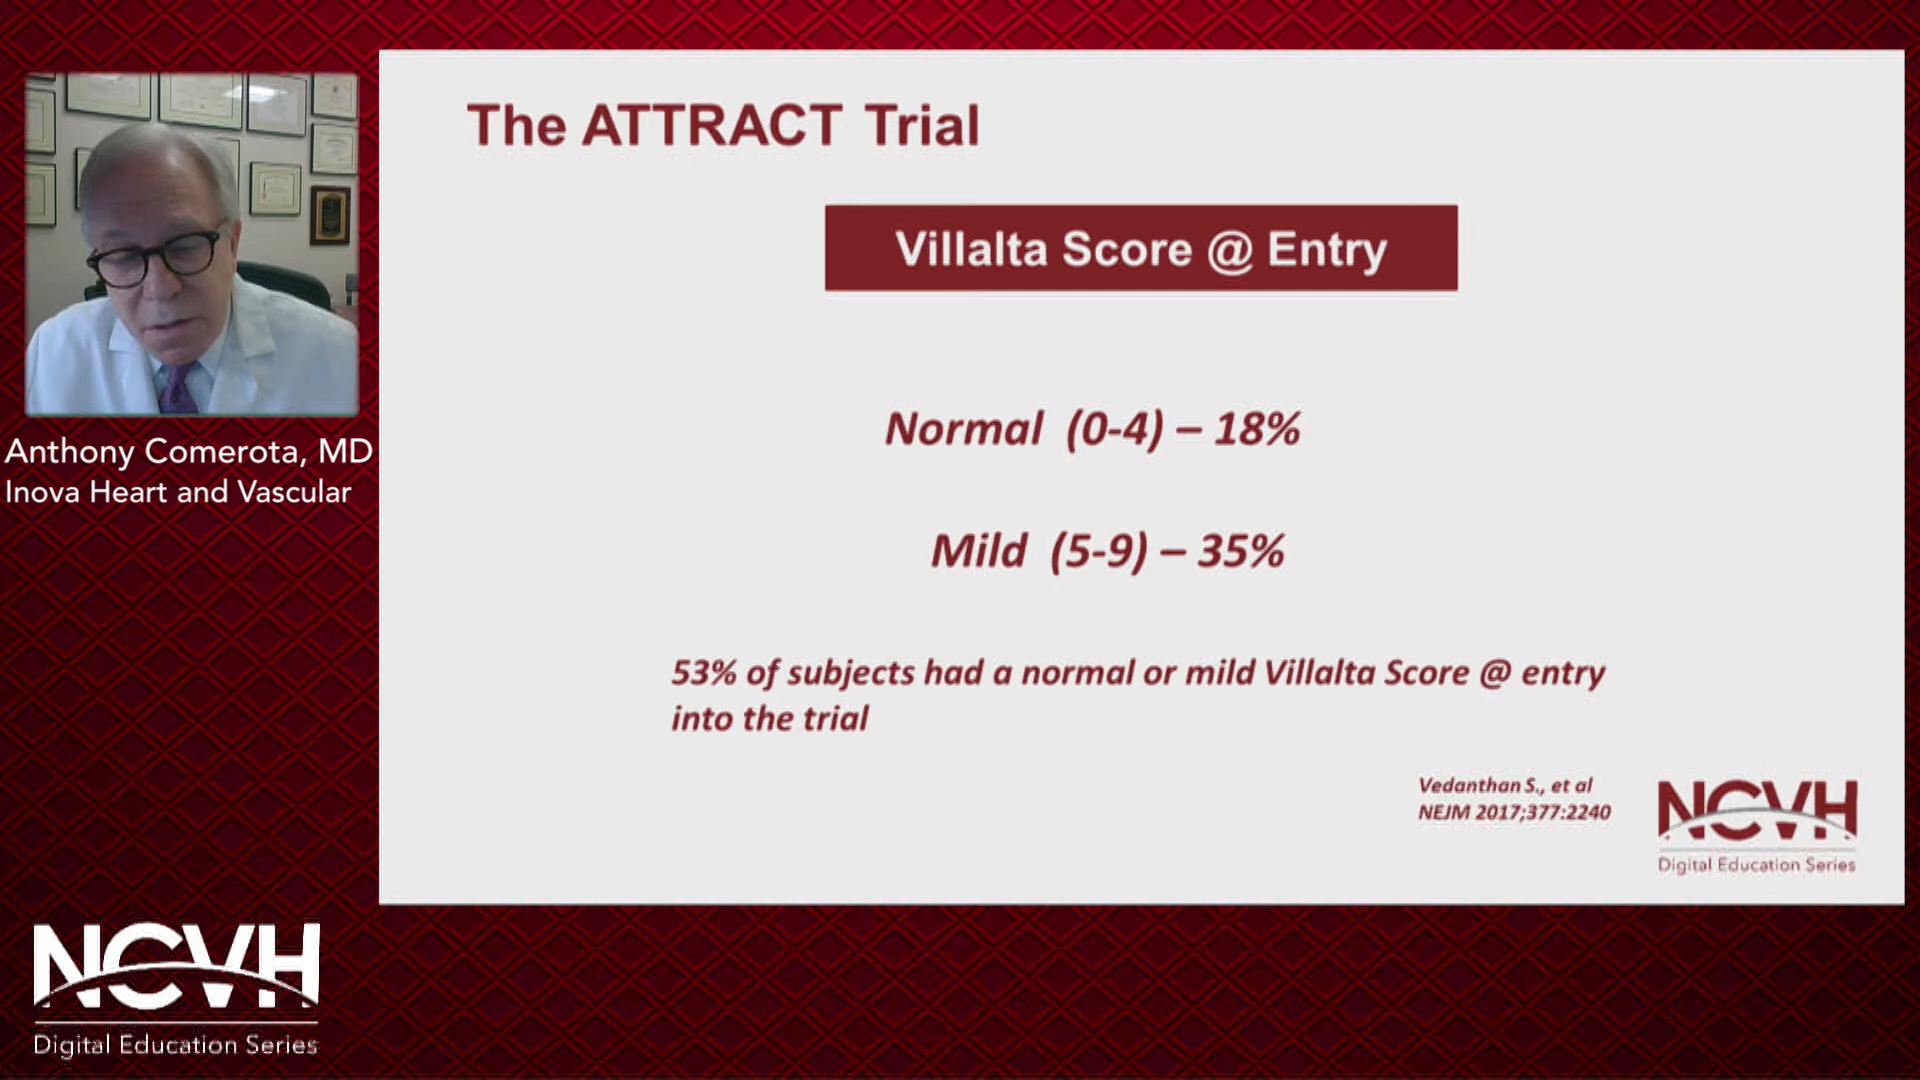 The ATTRACT Trial
Villalta Score @ Entry
Normal (0-4) – 18%
Mild (5-9) – 35%
53% of subjects had a normal or mild Villalta Score @ entry
into the trial
Vedanthan S., et al
NEJM 2017;377:2240
NCVH
Digital Education Series
Anthony Comerota, MD
Inova Heart and Vascular
NCVH
Digital Education Series